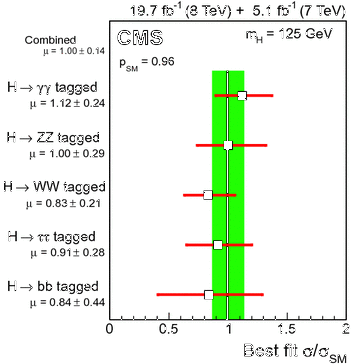 19.7 fb⁻¹ (8 TeV) + 5.1 fb⁻¹ (7 TeV)
Combined
μ = 1.00 ± 0.14
CMS
m_H = 125 GeV
p_SM = 0.96
H → γγ tagged
μ = 1.12 ± 0.24
H → ZZ tagged
μ = 1.00 ± 0.29
H → WW tagged
μ = 0.83 ± 0.21
H → ττ tagged
μ = 0.91 ± 0.28
H → bb tagged
μ = 0.84 ± 0.44
0 0.5 1 1.5 2
Best fit σ/σ_SM